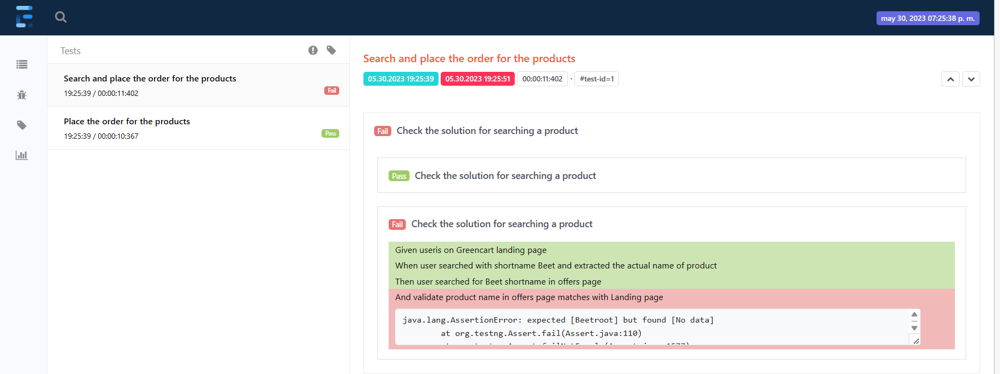 may 30, 2023 07:25:38 p. m.
Tests
Search and place the order for the products
19:25:39 / 00:00:11:402
Fail
Place the order for the products
19:25:39 / 00:00:10:367
Pass
Search and place the order for the products
05.30.2023 19:25:39 05.30.2023 19:25:51 00:00:11:402 · #test-id=1
Fail Check the solution for searching a product
Pass Check the solution for searching a product
Fail Check the solution for searching a product
Given useris on Greencart landing page
When user searched with shortname Beet and extracted the actual name of product
Then user searched for Beet shortname in offers page
And validate product name in offers page matches with Landing page
java.lang.AssertionError: expected [Beetroot] but found [No data]
at org.testng.Assert.fail(Assert.java:110)